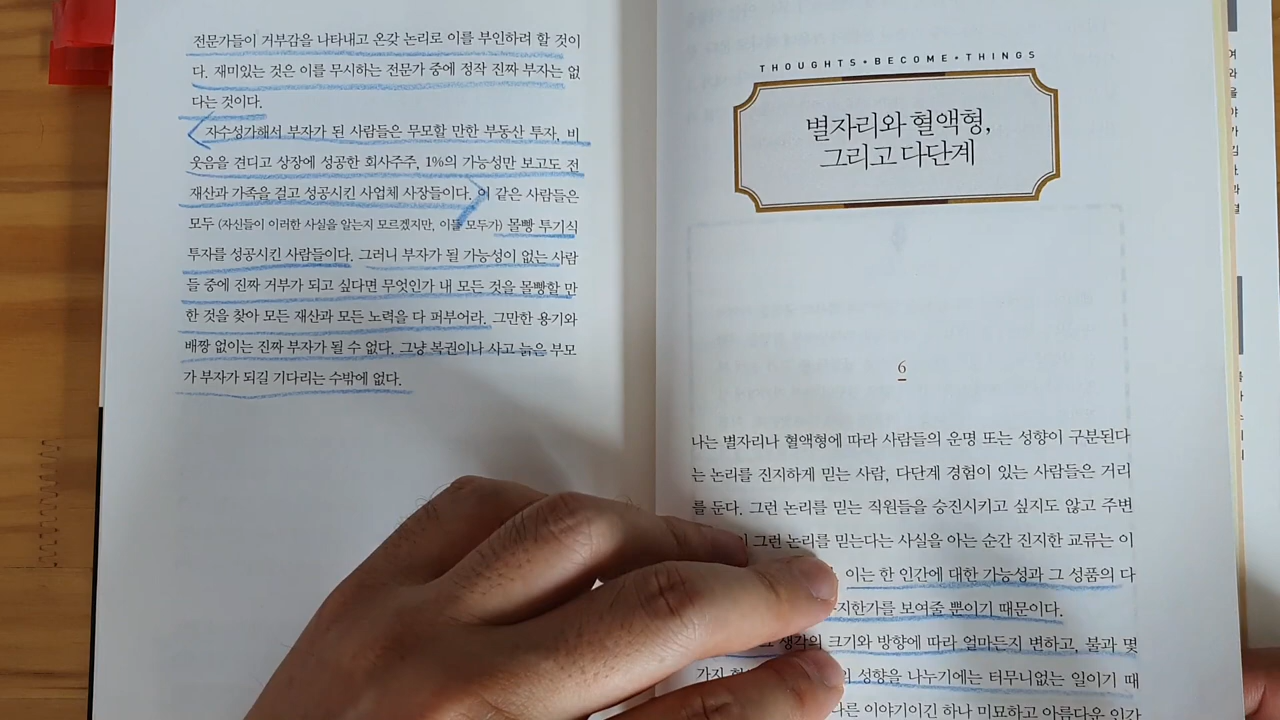 전문가들이 거부감을 나타내고 온갖 논리로 이를 부인하려 할 것이
다. 재미있는 것은 이를 무시하는 전문가 중에 정작 진짜 부자는 없
다는 것이다.
자수성가해서 부자가 된 사람들은 무모할 만한 부동산 투자, 비
웃음을 견디고 상장에 성공한 회사주주, 1%의 가능성만 보고도 전
재산과 가족을 걸고 성공시킨 사업체 사장들이다. 이 같은 사람들은
모두 (자신들이 이러한 사실을 알는지 모르겠지만, 이들 모두가) 몰빵 투기식
투자를 성공시킨 사람들이다. 그러니 부자가 될 가능성이 없는 사람
들 중에 진짜 거부가 되고 싶다면 무엇인가 내 모든 것을 몰빵할 만
한 것을 찾아 모든 재산과 모든 노력을 다 퍼부어라. 그만한 용기와
배짱 없이는 진짜 부자가 될 수 없다. 그냥 복권이나 사고 늙은 부모
가 부자가 되길 기다리는 수밖에 없다.
THOUGHTS•BECOME•THINGS
별자리와 혈액형,
그리고 다단계
6
나는 별자리나 혈액형에 따라 사람들의 운명 또는 성향이 구분된다
는 논리를 진지하게 믿는 사람, 다단계 경험이 있는 사람들은 거리
를 둔다. 그런 논리를 믿는 직원들을 승진시키고 싶지도 않고 주변
그런 논리를 믿는다는 사실을 아는 순간 진지한 교류는 이
이는 한 인간에 대한 가능성과 그 성품의 다
보여줄 뿐이기 때문이다.
생각의 크기와 방향에 따라 얼마든지 변하고, 불과 몇
가지 성향을 나누기에는 터무니없는 일이기 때
이야기이긴 하나 미묘하고 아름다운 인간